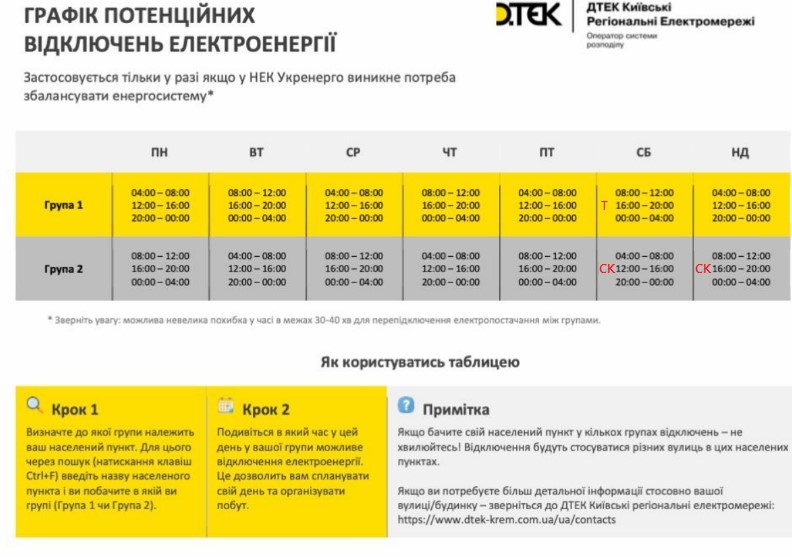 ГРАФІК ПОТЕНЦІЙНИХ
ВІДКЛЮЧЕНЬ ЕЛЕКТРОЕНЕРГІЇ
Застосовується тільки у разі якщо у НЕК Укренерго виникне потреба
збалансувати енергосистему*
ДТЕК
ДТЕК Київські
Регіональні Електромережі
Оператор системи
розподілу
ПН ВТ СР ЧТ ПТ СБ НД
04:00 – 08:00 08:00 – 12:00 04:00 – 08:00 08:00 – 12:00 04:00 – 08:00 08:00 – 12:00 04:00 – 08:00
Група 1 12:00 – 16:00 16:00 – 20:00 12:00 – 16:00 16:00 – 20:00 12:00 – 16:00 Т 16:00 – 20:00 12:00 – 16:00
20:00 – 00:00 00:00 – 04:00 20:00 – 00:00 00:00 – 04:00 20:00 – 00:00 00:00 – 04:00 20:00 – 00:00
08:00 – 12:00 04:00 – 08:00 08:00 – 12:00 04:00 – 08:00 08:00 – 12:00 04:00 – 08:00 08:00 – 12:00
Група 2 16:00 – 20:00 12:00 – 16:00 16:00 – 20:00 12:00 – 16:00 16:00 – 20:00 СК 12:00 – 16:00 СК 16:00 – 20:00
00:00 – 04:00 20:00 – 00:00 00:00 – 04:00 20:00 – 00:00 00:00 – 04:00 20:00 – 00:00 00:00 – 04:00
* Зверніть увагу: можлива невелика похибка у часі в межах 30-40 хв для перепідключення електропостачання між групами.
Як користуватись таблицею
Крок 1
Визначте до якої групи належить
ваш населений пункт. Для цього
через пошук (натискання клавіш
Ctrl+F) введіть назву населеного
пункта і ви побачите в якій ви
групі (Група 1 чи Група 2).
Крок 2
Подивіться в який час у цей
день у вашої групи можливе
відключення електроенергії.
Це дозволить вам спланувати
свій день та організувати
побут.
Примітка
Якщо бачите свій населений пункт у кількох групах відключень – не
хвилюйтесь! Відключення будуть стосуватися різних вулиць в цих населених
пунктах.
Якщо ви потребуєте більш детальної інформації стосовно вашої
вулиці/будинку – зверніться до ДТЕК Київські регіональні електромережі:
https://www.dtek-krem.com.ua/ua/contacts